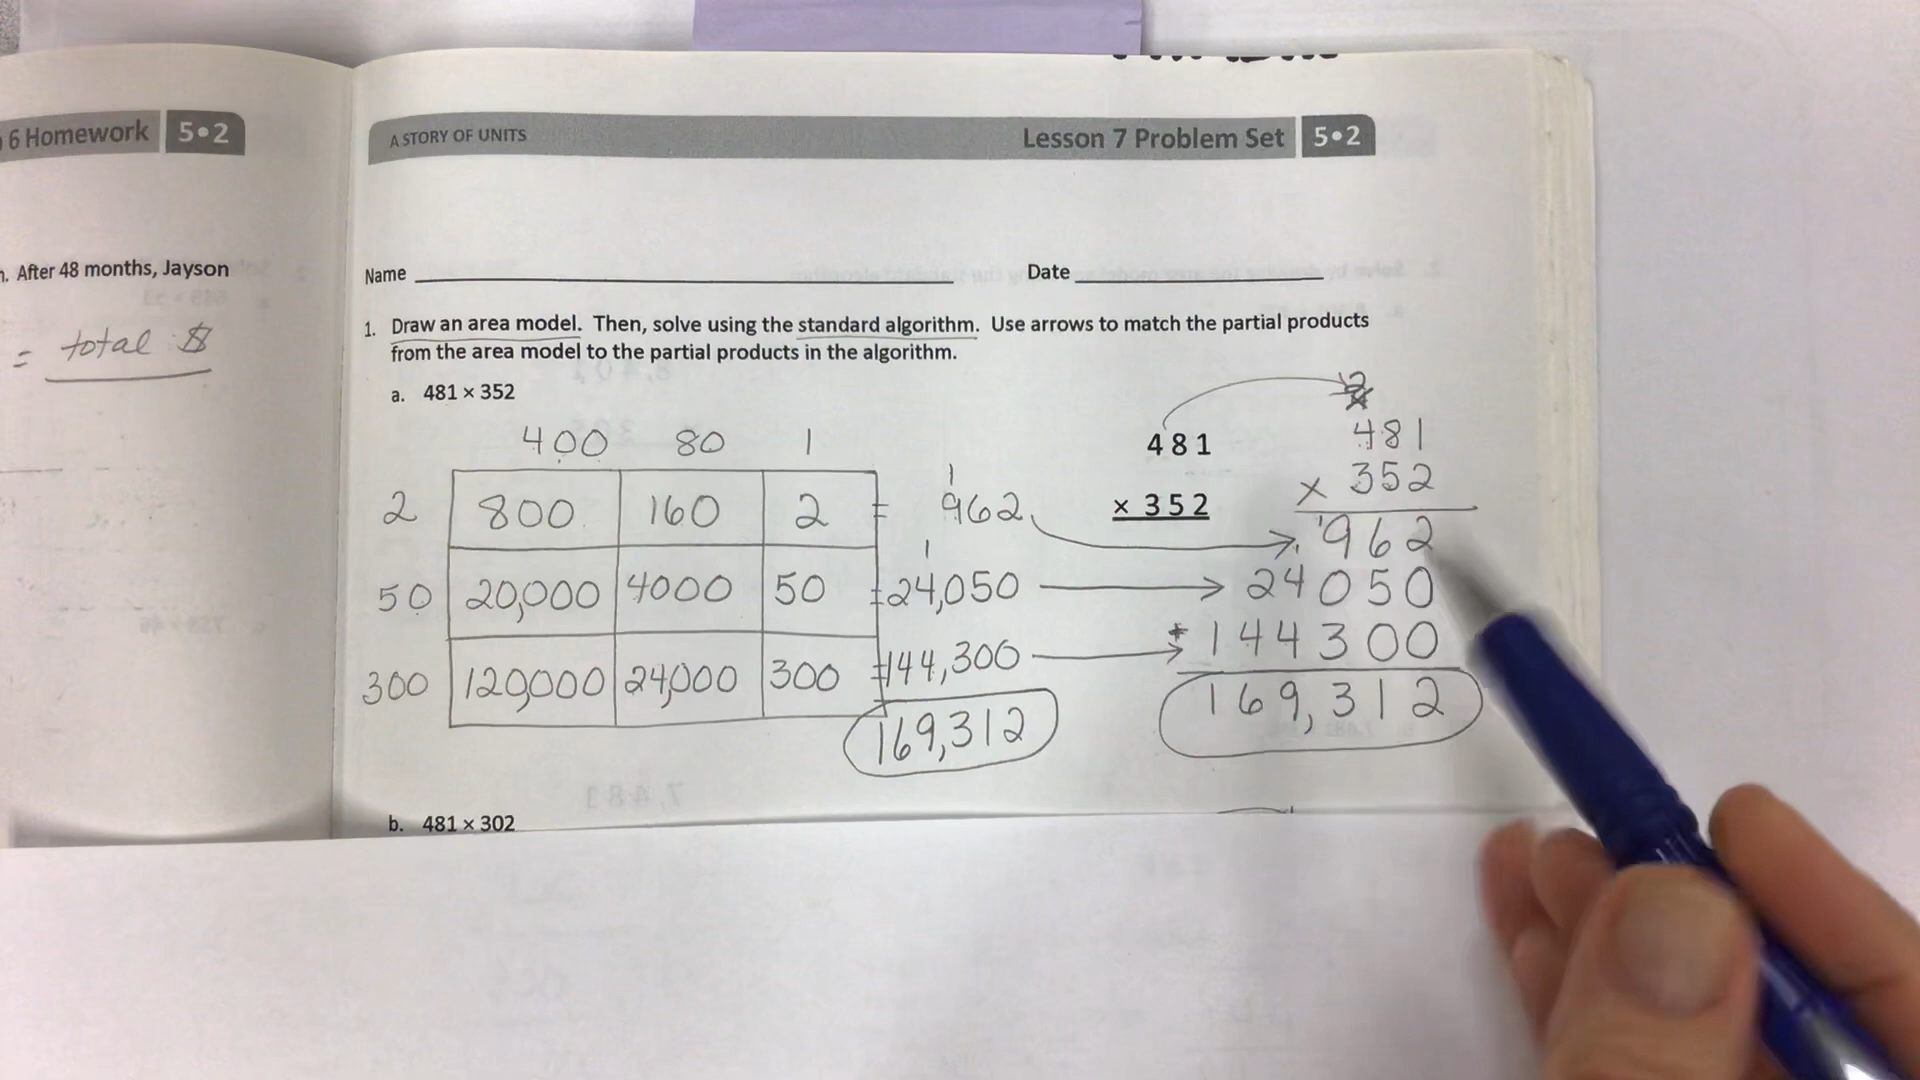 6 Homework 5•2
A STORY OF UNITS Lesson 7 Problem Set 5•2
. After 48 months, Jayson
= total $
Name Date
1. Draw an area model. Then, solve using the standard algorithm. Use arrows to match the partial products
from the area model to the partial products in the algorithm.
a. 481 × 352
400 80 1
2 800 160 2 = 962
50 20,000 4000 50 = 24,050
300 120,000 24,000 300 = 144,300
169,312
481
× 352
2
481
× 352
962
24050
+ 144300
169,312
b. 481 × 302